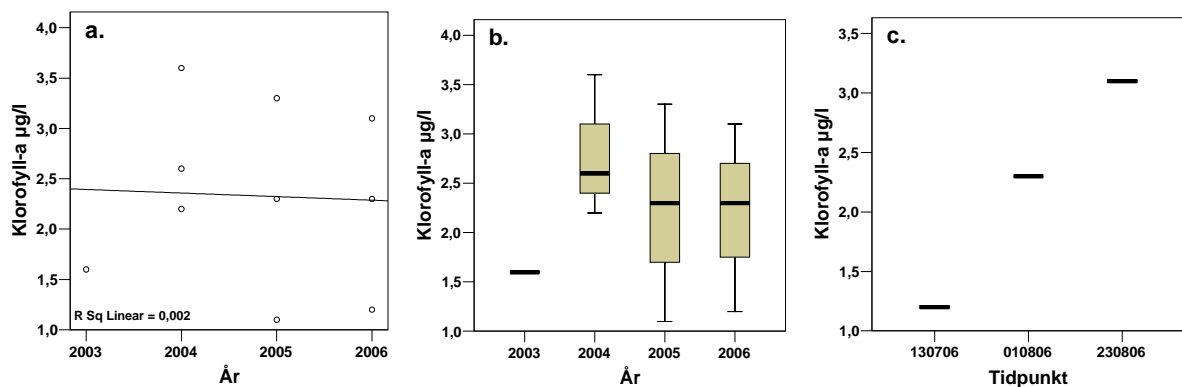 a.
Klorofyll-a µg/l
4,0
3,5
3,0
2,5
2,0
1,5
1,0
R Sq Linear = 0,002
2003 2004 2005 2006
År
b.
Klorofyll-a µg/l
4,0
3,5
3,0
2,5
2,0
1,5
1,0
2003 2004 2005 2006
År
c.
Klorofyll-a µg/l
3,5
3,0
2,5
2,0
1,5
1,0
130706 010806 230806
Tidpunkt